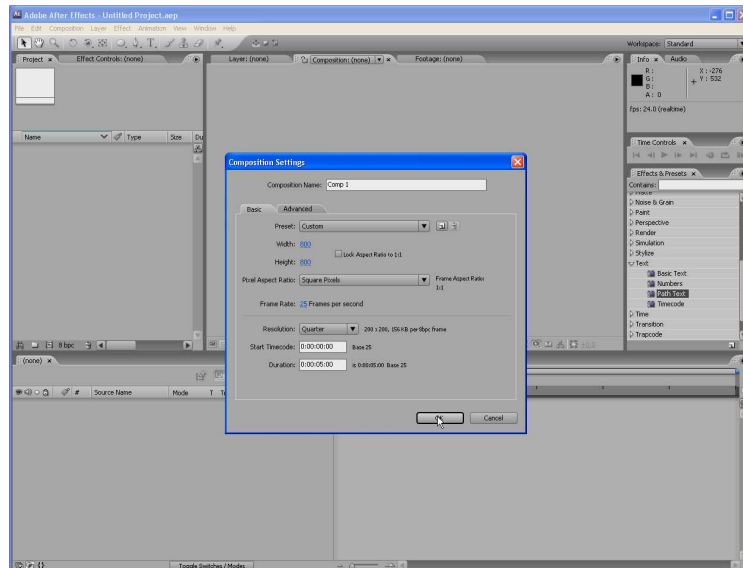 Adobe After Effects - Untitled Project.aep
File Edit Composition Layer Effect Animation View Window Help
Workspace: Standard
Project Effect Controls: (none)
Layer: (none) Composition: (none) Footage: (none)
Info Audio
R: X: -276
G: Y: 532
B:
A: 0
fps: 24.0 (realtime)
Name Type Size Du
Time Controls
Effects & Presets
Contains:
Matte
Noise & Grain
Paint
Perspective
Render
Simulation
Stylize
Text
Basic Text
Numbers
Path Text
Timecode
Time
Transition
Trapcode
Composition Settings
Composition Name: Comp 1
Basic Advanced
Preset: Custom
Width: 800
Lock Aspect Ratio to 1:1
Height: 800
Pixel Aspect Ratio: Square Pixels Frame Aspect Ratio:
1:1
Frame Rate: 25 Frames per second
Resolution: Quarter 200 x 200, 156 KB per 8bpc frame
Start Timecode: 0:00:00:00 Base 25
Duration: 0:00:05:00 is 0:00:05:00 Base 25
OK Cancel
8 bpc
+0.0
(none)
# Source Name Mode T
Toggle Switches / Modes